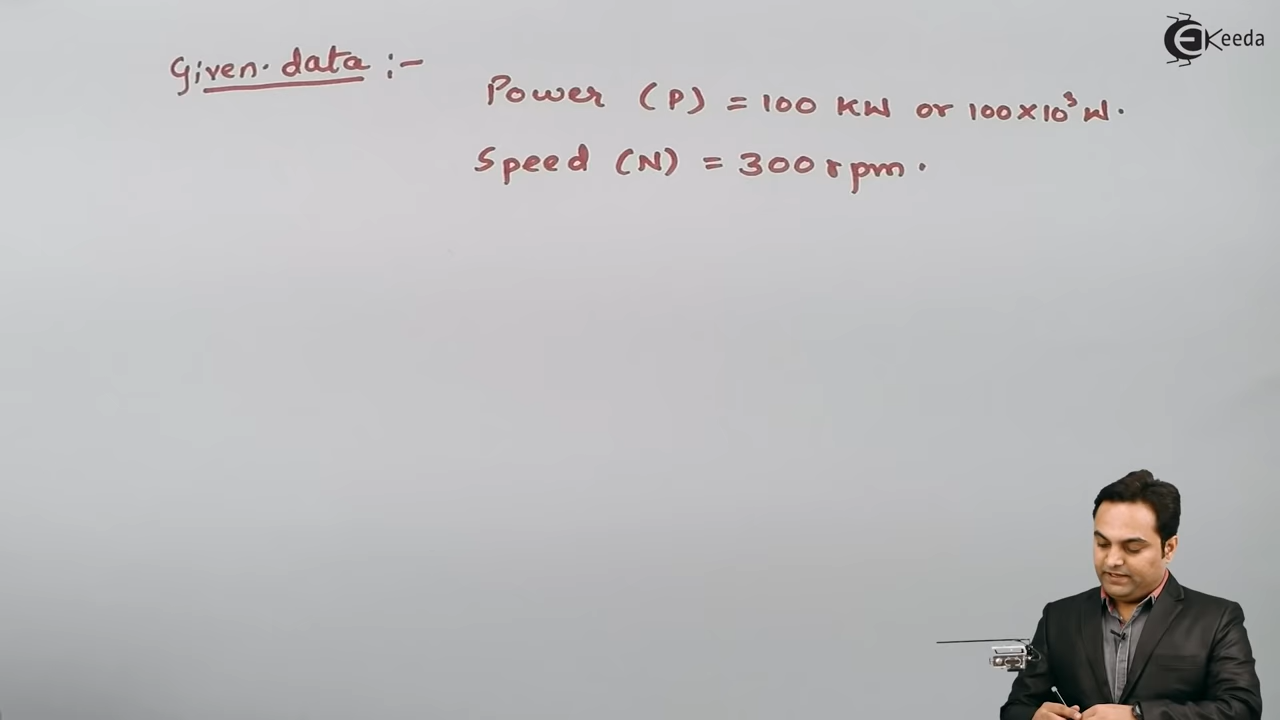 Given data :-
EKeeda
Power (P) = 100 KW or 100×10³ W.
Speed (N) = 300 rpm.